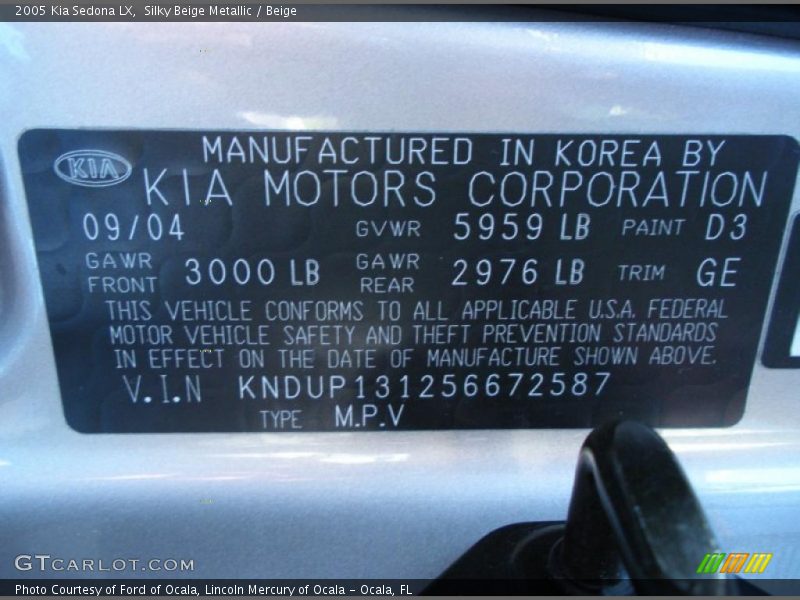 2005 Kia Sedona LX,  Silky Beige Metallic / Beige
KIA
MANUFACTURED IN KOREA BY
KIA MOTORS CORPORATION
09/04 GVWR 5959 LB PAINT D3
GAWR FRONT 3000 LB GAWR REAR 2976 LB TRIM GE
THIS VEHICLE CONFORMS TO ALL APPLICABLE U.S.A. FEDERAL
MOTOR VEHICLE SAFETY AND THEFT PREVENTION STANDARDS
IN EFFECT ON THE DATE OF MANUFACTURE SHOWN ABOVE.
V.I.N KNDUP131256672587
TYPE M.P.V
GTCARLOT.COM
Photo Courtesy of Ford of Ocala, Lincoln Mercury of Ocala - Ocala, FL